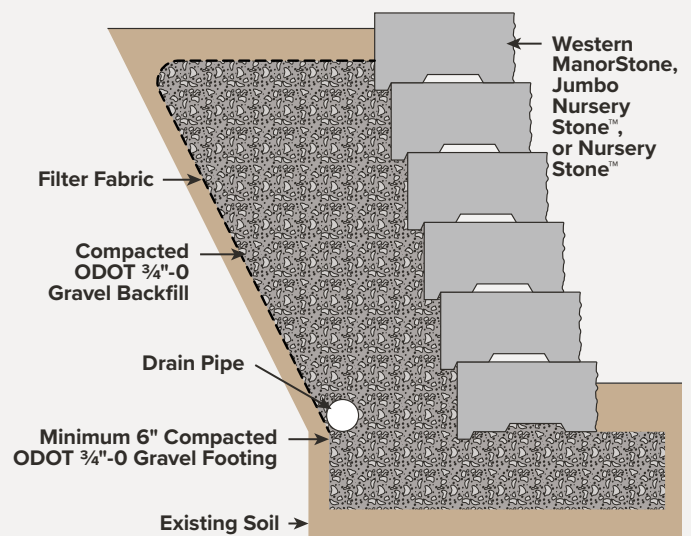 Western
ManorStone,
Jumbo
Nursery
Stone™,
or Nursery
Stone™
Filter Fabric
Compacted
ODOT ¾"-0
Gravel Backfill
Drain Pipe
Minimum 6" Compacted
ODOT ¾"-0 Gravel Footing
Existing Soil